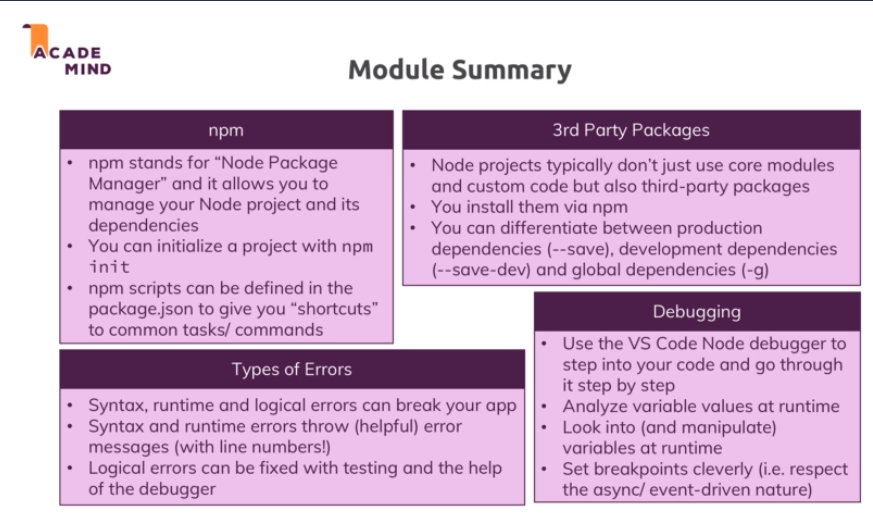 ACADE
MIND
Module Summary
npm
• npm stands for “Node Package
Manager” and it allows you to
manage your Node project and its
dependencies
• You can initialize a project with npm
init
• npm scripts can be defined in the
package.json to give you “shortcuts”
to common tasks/ commands
3rd Party Packages
• Node projects typically don’t just use core modules
and custom code but also third-party packages
• You install them via npm
• You can differentiate between production
dependencies (--save), development dependencies
(--save-dev) and global dependencies (-g)
Types of Errors
• Syntax, runtime and logical errors can break your app
• Syntax and runtime errors throw (helpful) error
messages (with line numbers!)
• Logical errors can be fixed with testing and the help
of the debugger
Debugging
• Use the VS Code Node debugger to
step into your code and go through
it step by step
• Analyze variable values at runtime
• Look into (and manipulate)
variables at runtime
• Set breakpoints cleverly (i.e. respect
the async/ event-driven nature)